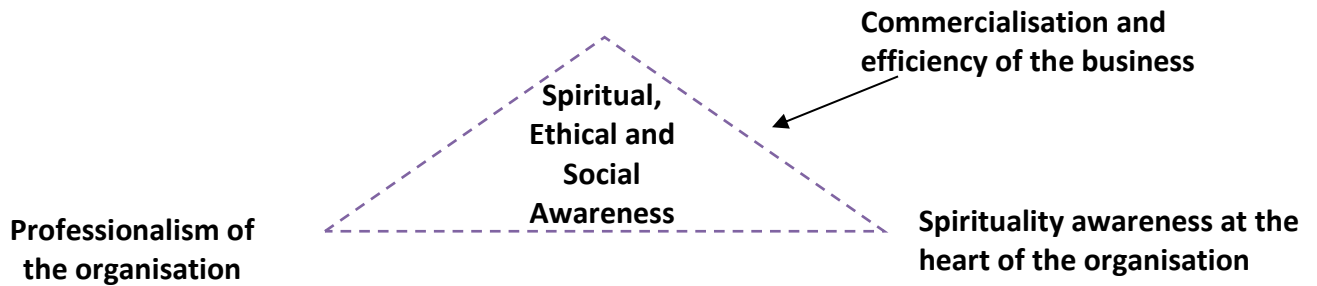 Commercialisation and
efficiency of the business
Spiritual,
Ethical and
Social
Awareness
Professionalism of
the organisation
Spirituality awareness at the
heart of the organisation